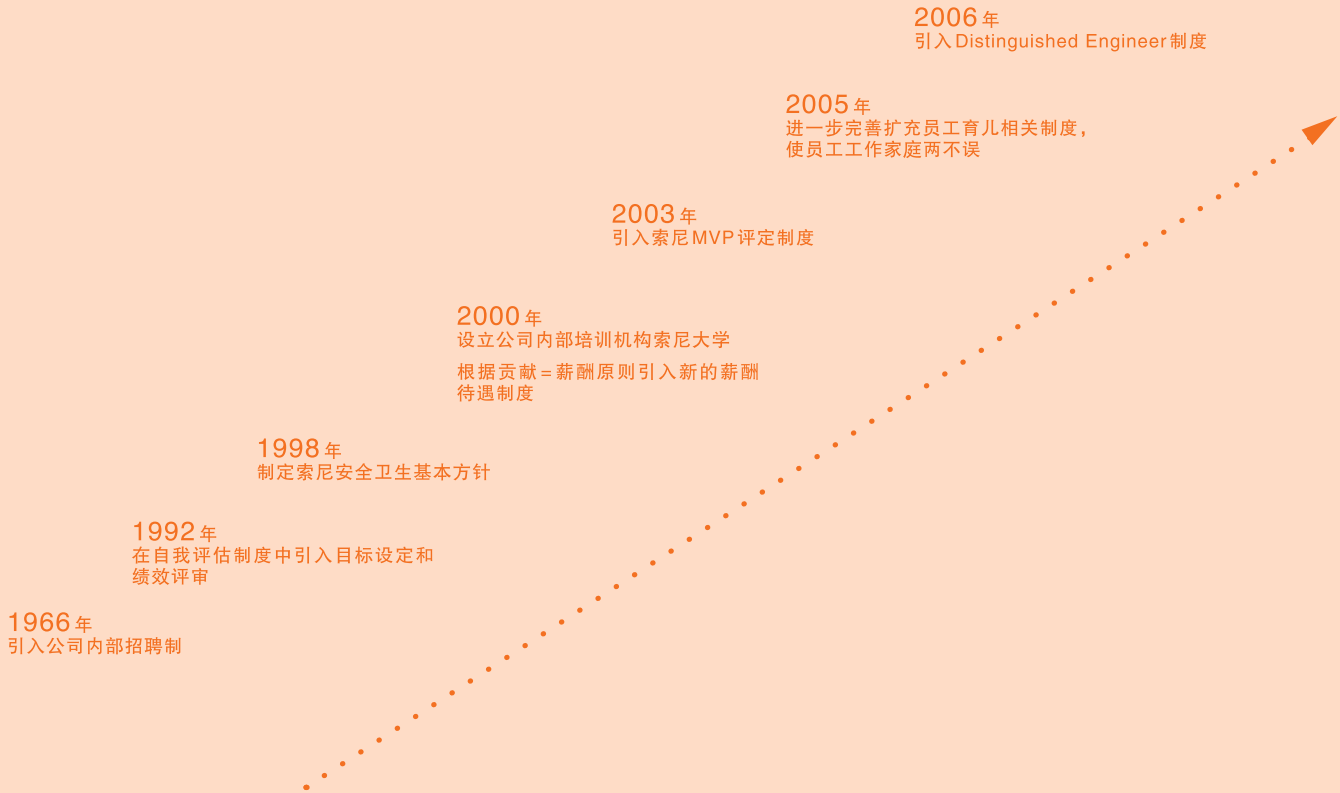 2006年
引入Distinguished Engineer制度
2005年
进一步完善扩充员工育儿相关制度，
使员工工作家庭两不误
2003年
引入索尼MVP评定制度
2000年
设立公司内部培训机构索尼大学
根据贡献=薪酬原则引入新的薪酬
待遇制度
1998年
制定索尼安全卫生基本方针
1992年
在自我评估制度中引入目标设定和
绩效评审
1966年
引入公司内部招聘制